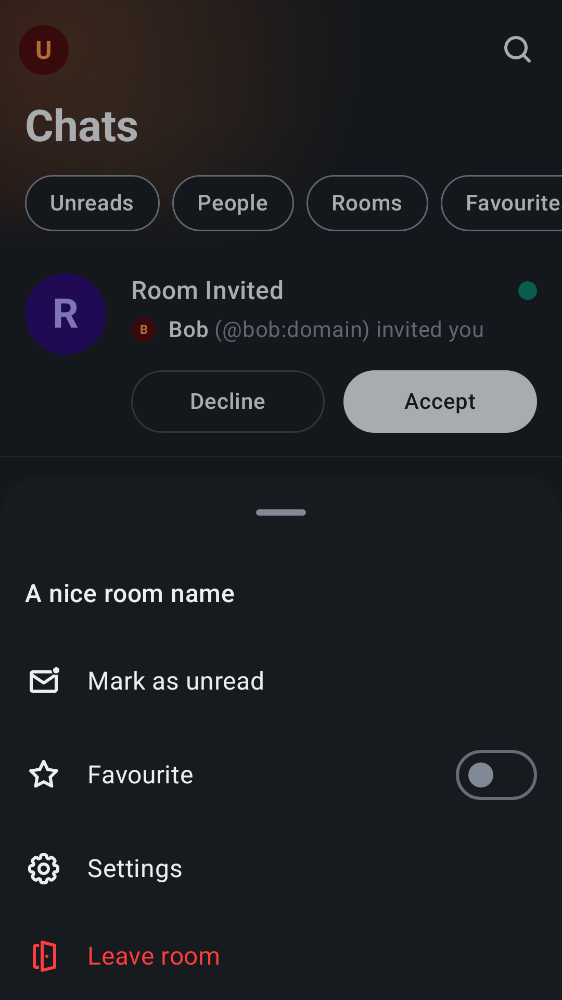 U
Chats
Unreads People Rooms Favourite
R
Room Invited
B Bob (@bob:domain) invited you
Decline Accept
A nice room name
Mark as unread
Favourite
Settings
Leave room